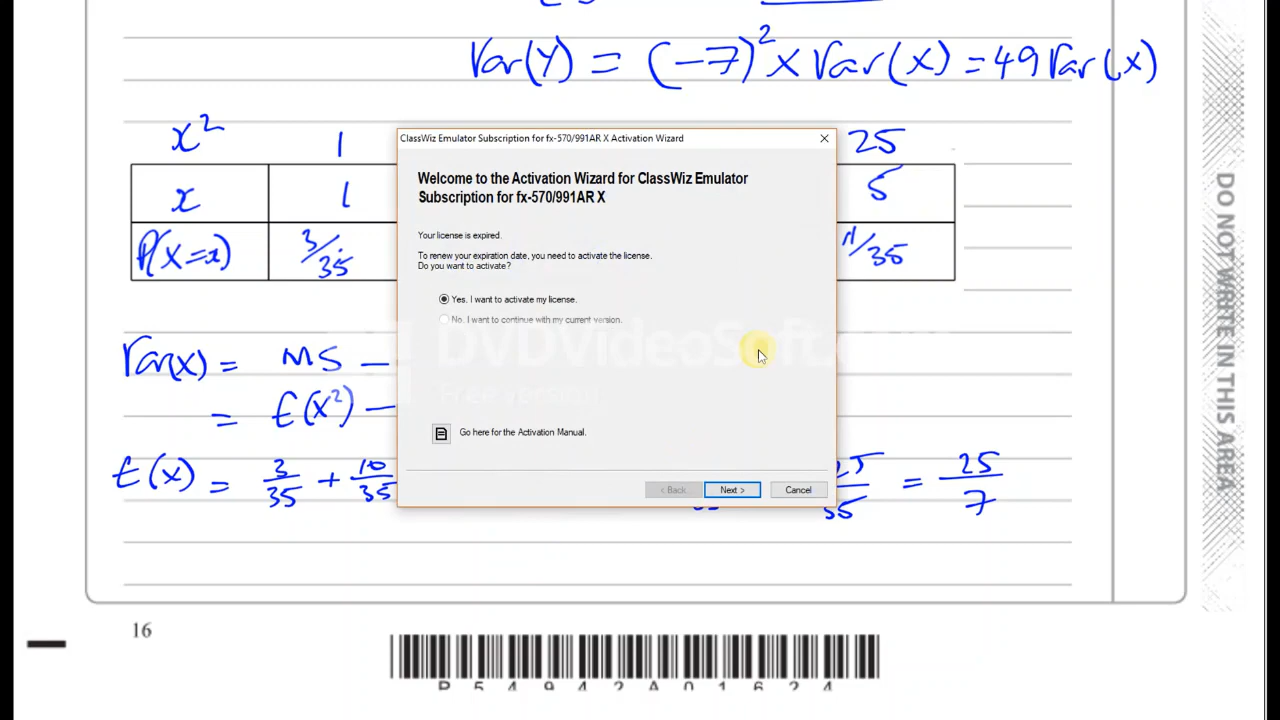 Var(Y) = (-7)² x Var(X) = 49 Var(X)
x² 1 25
ClassWiz Emulator Subscription for fx-570/991AR X Activation Wizard
Welcome to the Activation Wizard for ClassWiz Emulator
Subscription for fx-570/991AR X
x 1 5
Your license is expired.
P(X=x) 3/35 /35
To renew your expiration date, you need to activate the license.
Do you want to activate?
Yes. I want to activate my license.
No. I want to continue with my current version.
DVDVideoSoft
Free Version
Var(x) = MS -
= E(X²) -
Go here for the Activation Manual.
E(X) = 3/35 + 10/35 = 25/7
< Back Next > Cancel
16
P54942A01624
DO NOT WRITE IN THIS AREA